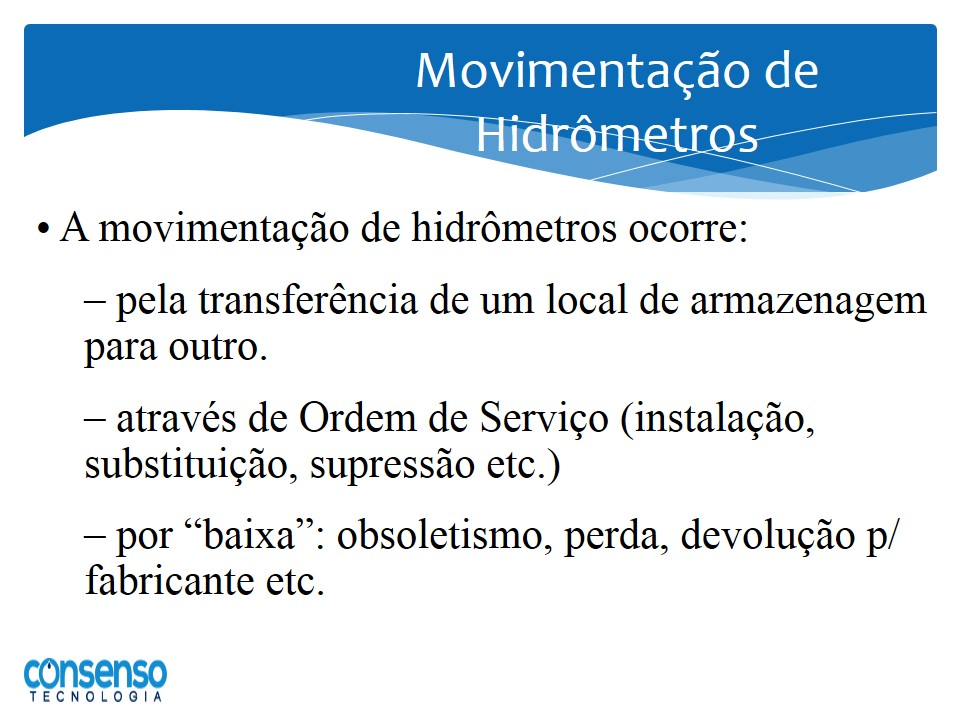 Movimentação de
Hidrômetros
• A movimentação de hidrômetros ocorre:
– pela transferência de um local de armazenagem
para outro.
– através de Ordem de Serviço (instalação,
substituição, supressão etc.)
– por “baixa”: obsoletismo, perda, devolução p/
fabricante etc.
consenso
TECNOLOGIA